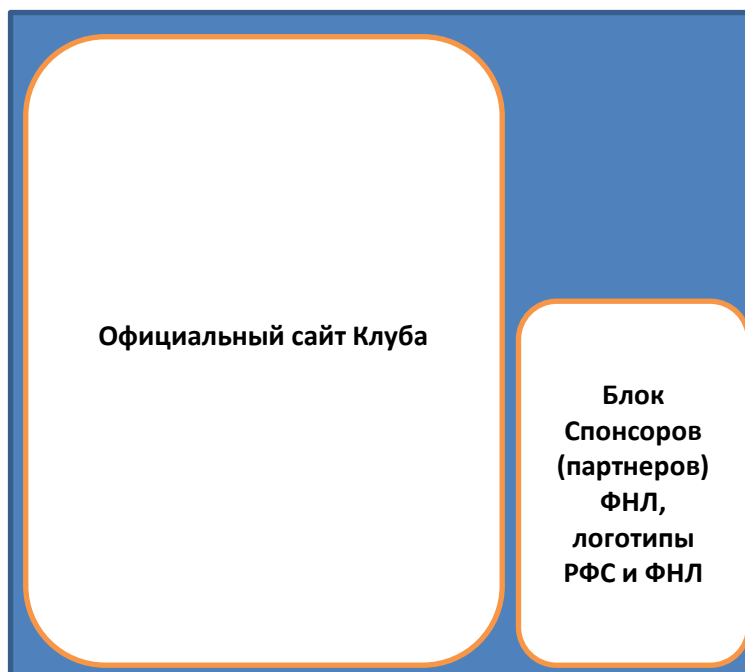 Официальный сайт Клуба
Блок
Спонсоров
(партнеров)
ФНЛ,
логотипы
РФС и ФНЛ